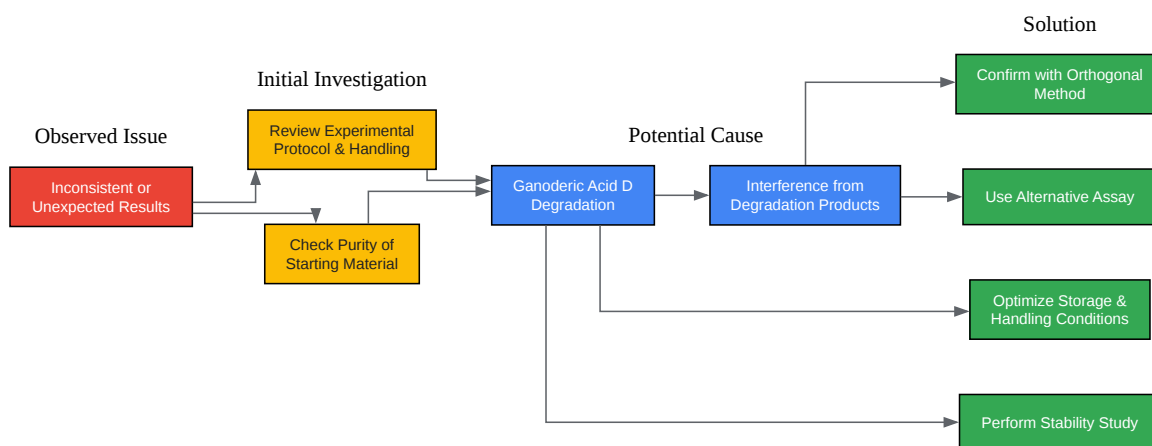 Solution
Confirm with Orthogonal
Method
Initial Investigation
Review Experimental
Protocol & Handling
Observed Issue
Potential Cause
Inconsistent or
Unexpected Results
Ganoderic Acid D
Degradation
Interference from
Degradation Products
Use Alternative Assay
Check Purity of
Starting Material
Optimize Storage &
Handling Conditions
Perform Stability Study